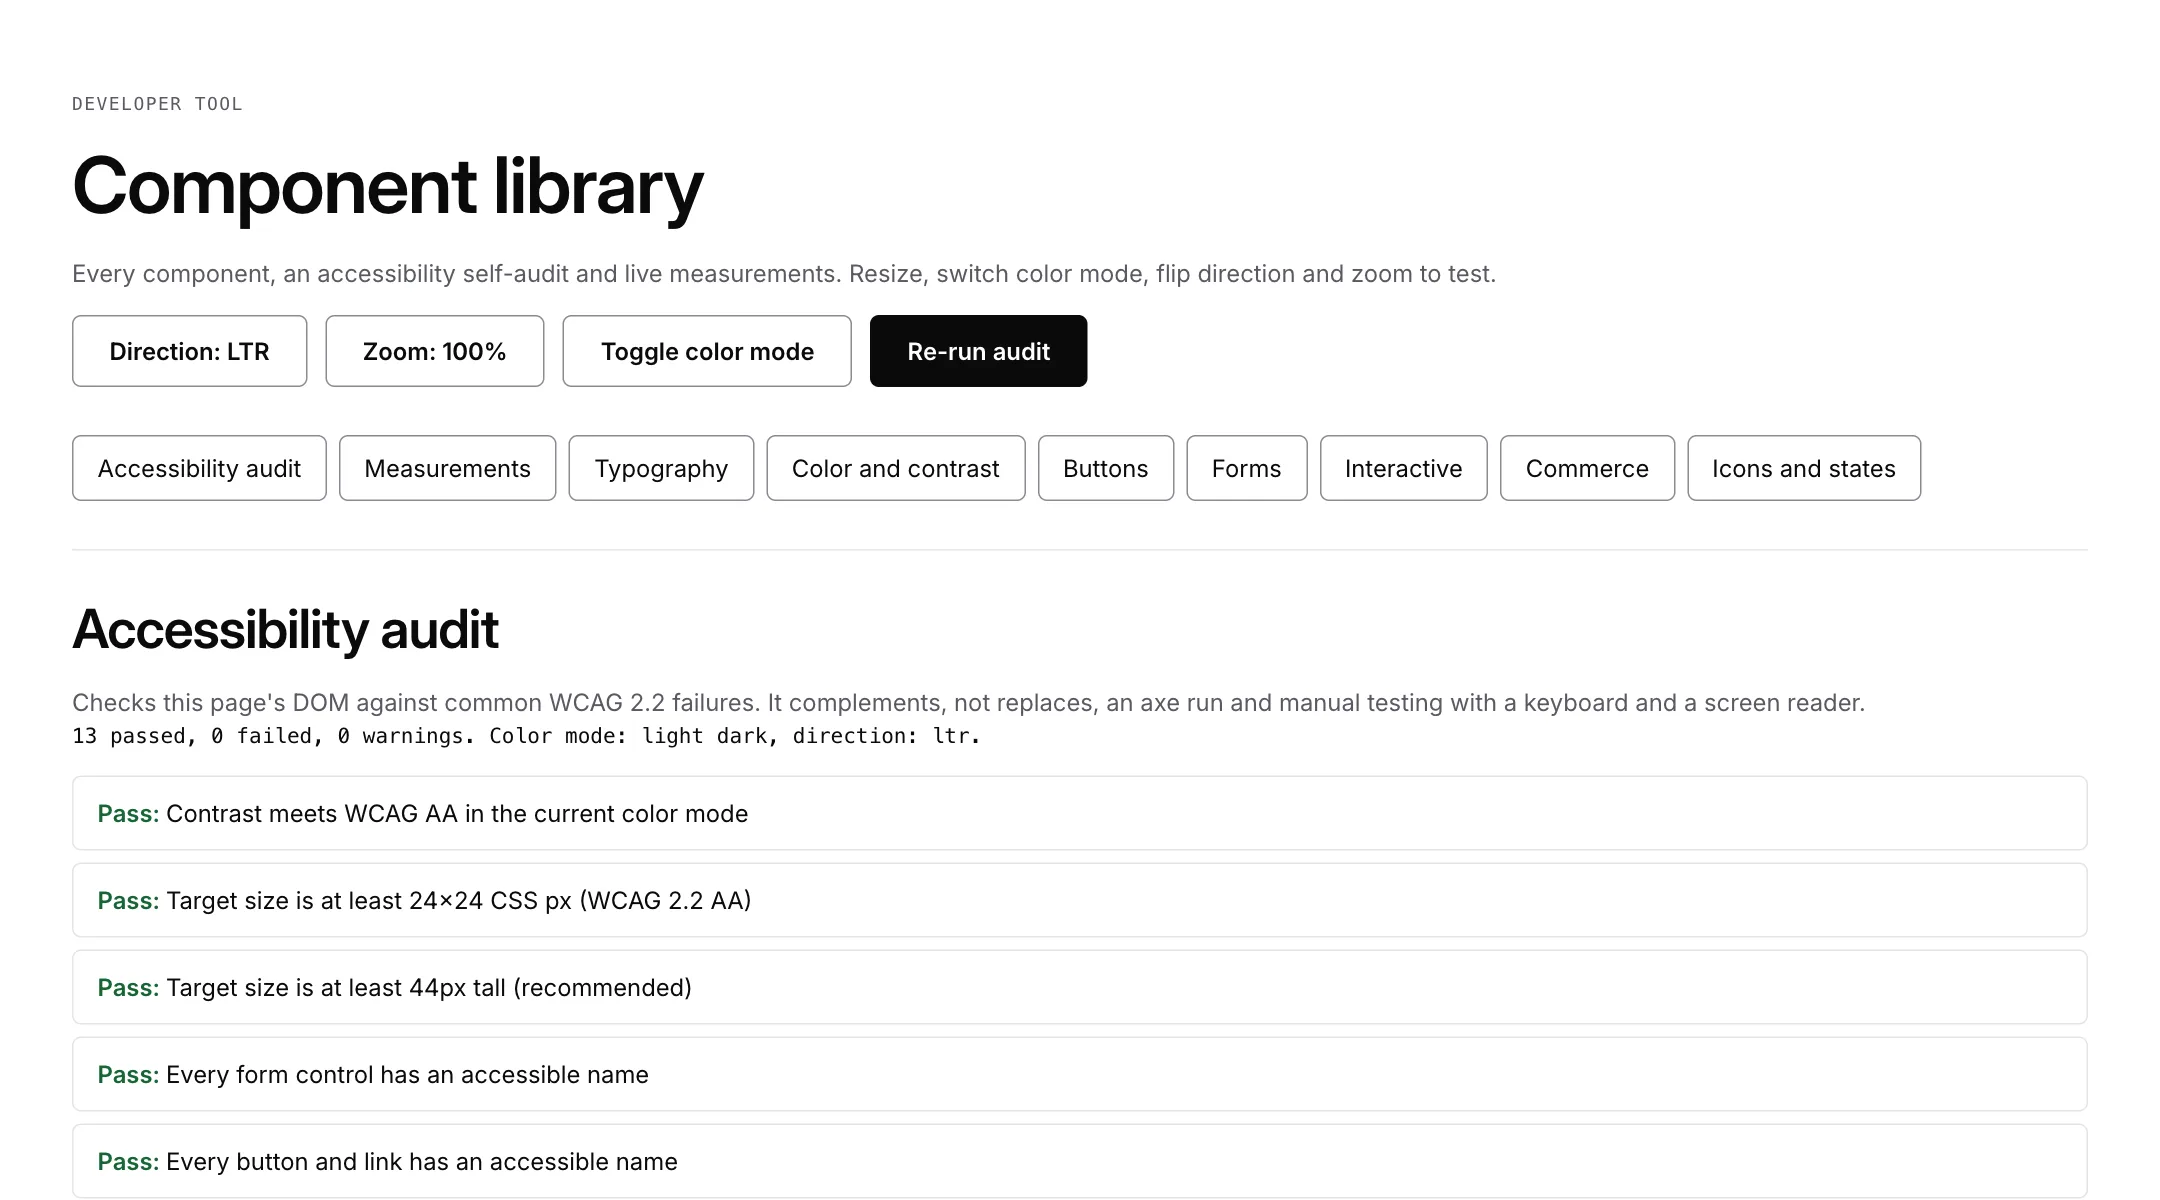 DEVELOPER TOOL
Component library
Every component, an accessibility self-audit and live measurements. Resize, switch color mode, flip direction and zoom to test.
Direction: LTR Zoom: 100% Toggle color mode Re-run audit
Accessibility audit Measurements Typography Color and contrast Buttons Forms Interactive Commerce Icons and states
Accessibility audit
Checks this page's DOM against common WCAG 2.2 failures. It complements, not replaces, an axe run and manual testing with a keyboard and a screen reader.
13 passed, 0 failed, 0 warnings. Color mode: light dark, direction: ltr.
Pass: Contrast meets WCAG AA in the current color mode
Pass: Target size is at least 24×24 CSS px (WCAG 2.2 AA)
Pass: Target size is at least 44px tall (recommended)
Pass: Every form control has an accessible name
Pass: Every button and link has an accessible name